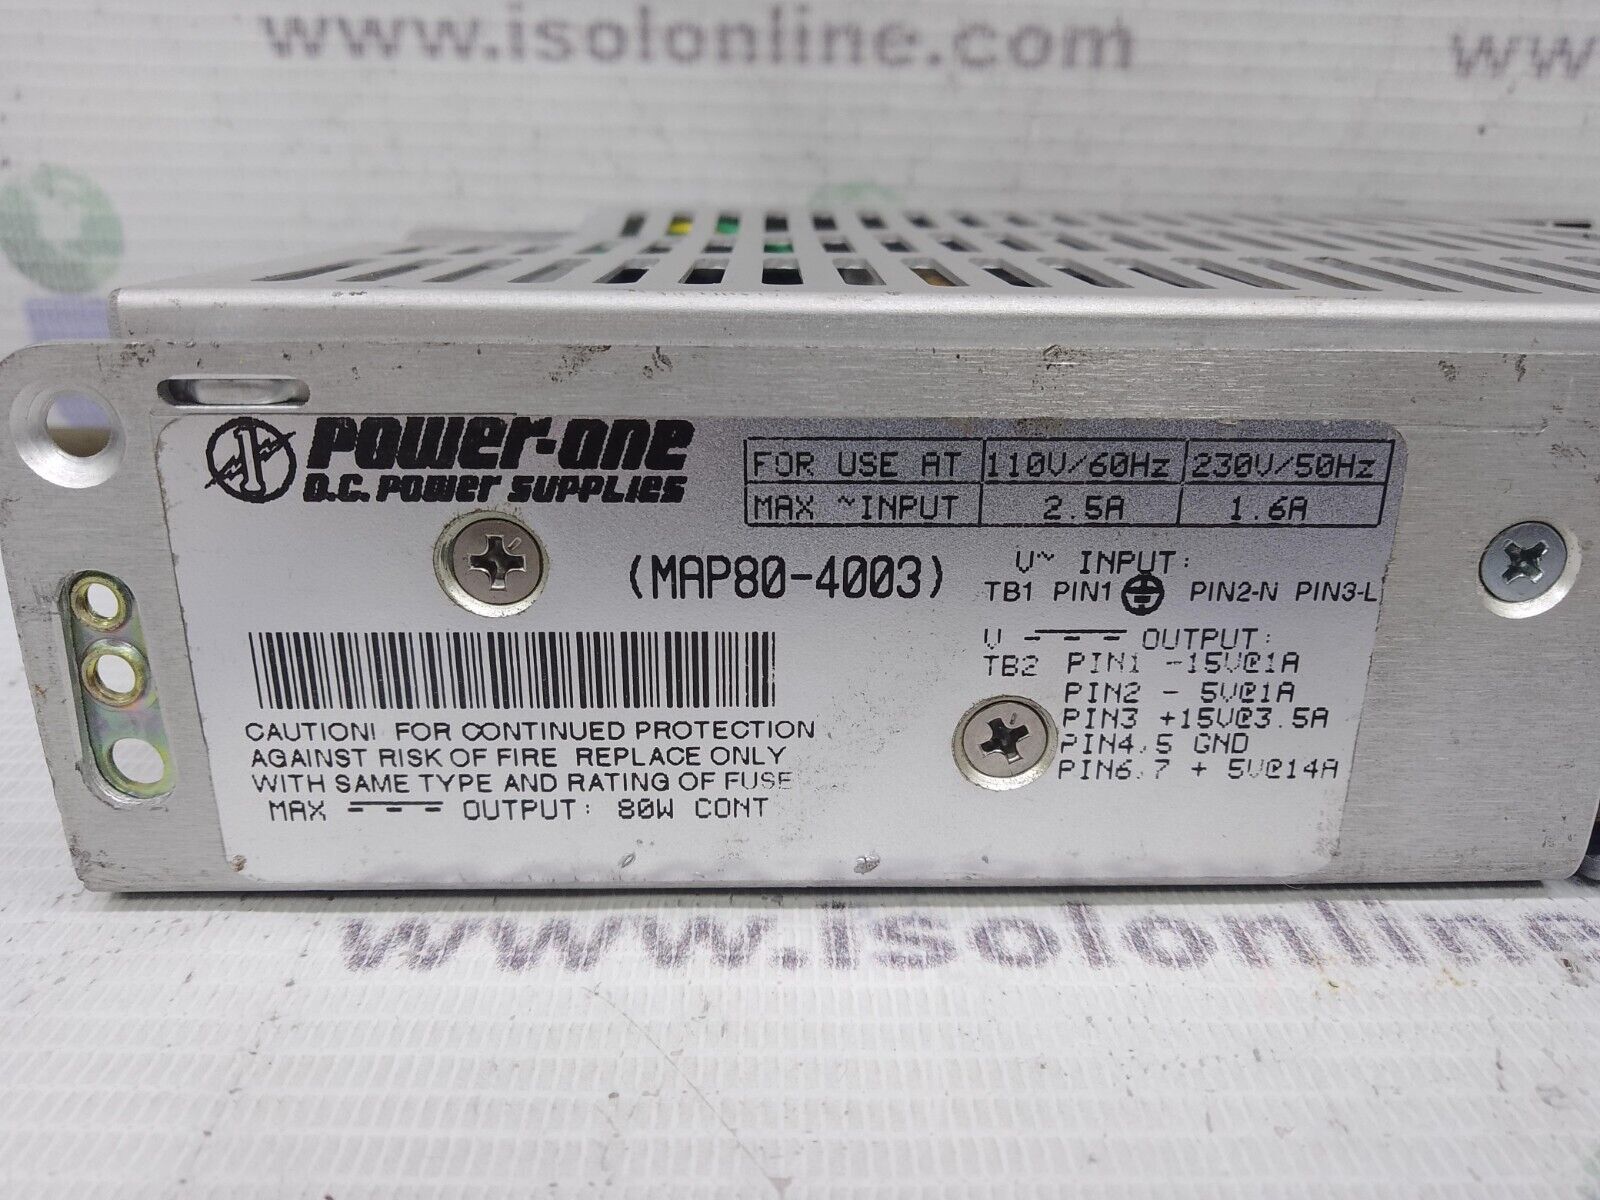 www.isolonline.com
power-one
D.C. POWER SUPPLIES
FOR USE AT 110V/60Hz 230V/50Hz
MAX ~INPUT 2.5A 1.6A
(MAP80-4003)
V~ INPUT:
TB1 PIN1 PIN2-N PIN3-L
V OUTPUT:
TB2 PIN1 -15V@1A
PIN2 - 5V@1A
PIN3 +15V@3.5A
PIN4,5 GND
PIN6,7 + 5V@14A
CAUTION! FOR CONTINUED PROTECTION
AGAINST RISK OF FIRE REPLACE ONLY
WITH SAME TYPE AND RATING OF FUSE
MAX OUTPUT: 80W CONT
www.isolonline